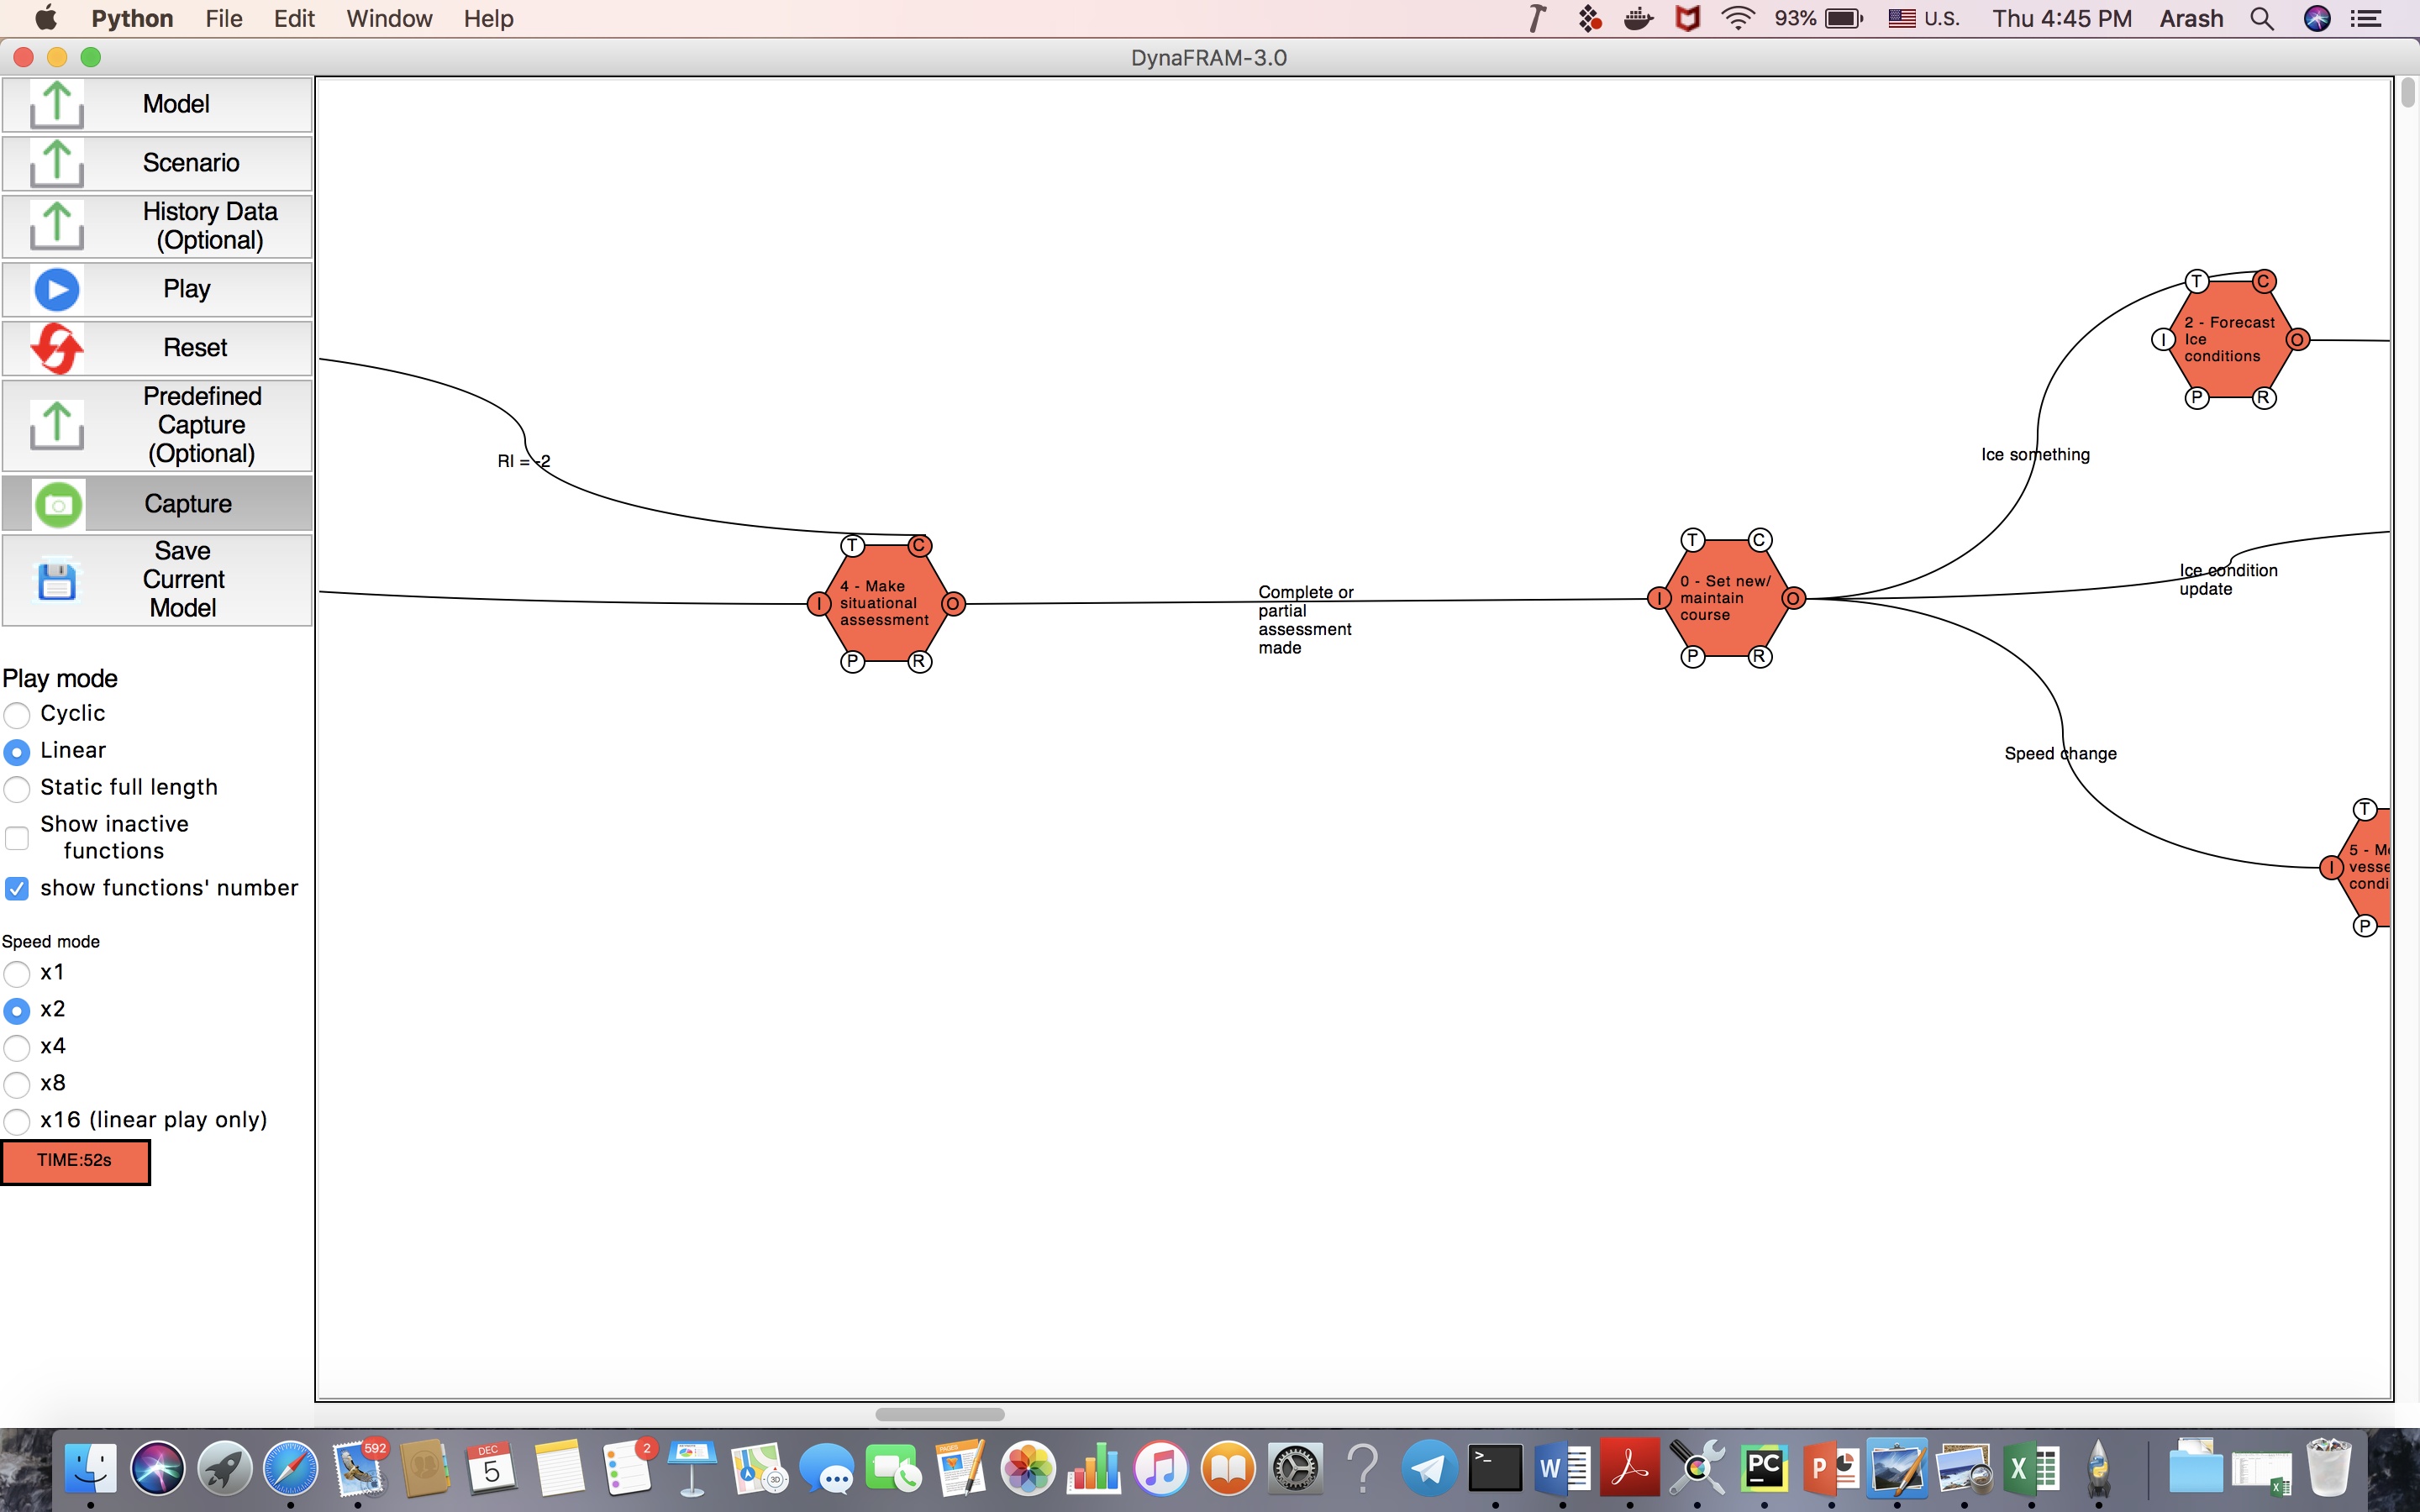 Python File Edit Window Help
93% U.S. Thu 4:45 PM Arash
DynaFRAM-3.0
Model
Scenario
History Data
(Optional)
Play
Reset
Predefined
Capture
(Optional)
Capture
Save
Current
Model
Play mode
Cyclic
Linear
Static full length
Show inactive
functions
show functions' number
Speed mode
x1
x2
x4
x8
x16 (linear play only)
TIME:52s
RI = -2
T C
4 - Make
situational
assessment
I O
P R
Complete or
partial
assessment
made
T C
0 - Set new/
maintain
course
I O
P R
Ice something
T C
2 - Forecast
Ice
conditions
I O
P R
Ice condition
update
Speed change
T
5 - M
I vesse
condi
P
592
DEC
5
2
PAGES
3D
>_
W
PC
P
X